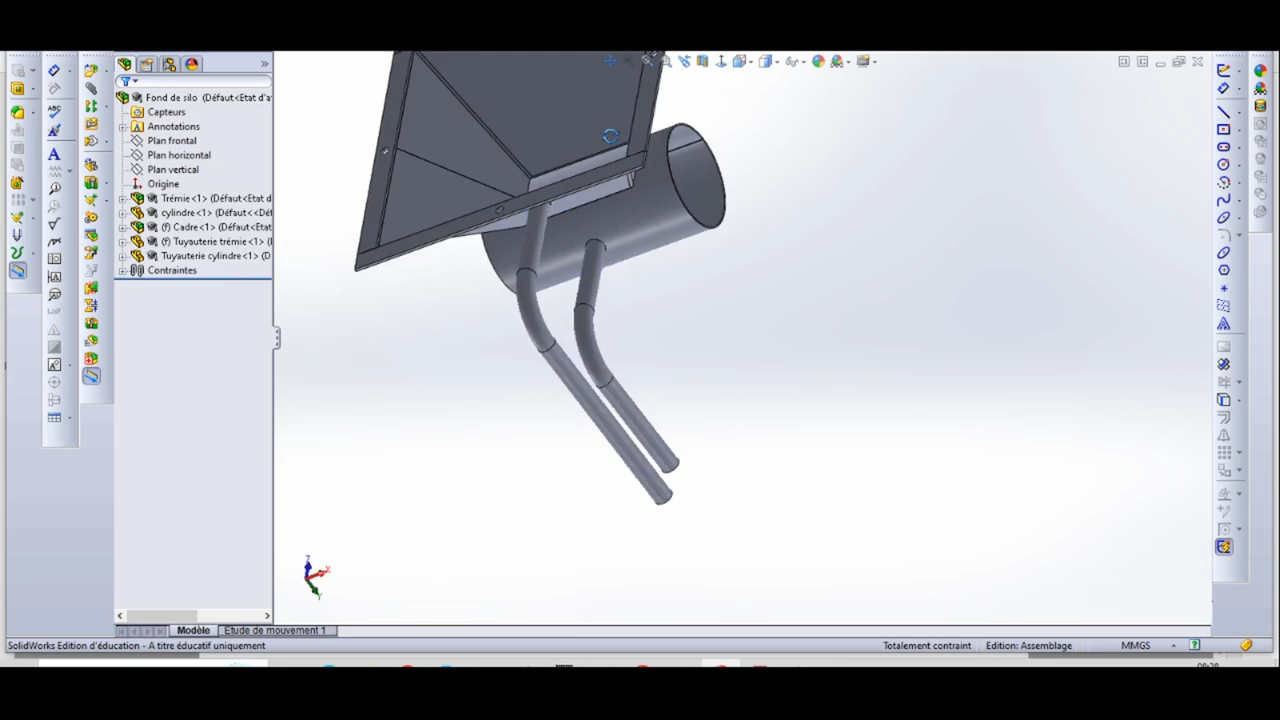 Fond de silo (Défaut<Etat d'a
Capteurs
Annotations
Plan frontal
Plan horizontal
Plan vertical
Origine
Trémie<1> (Défaut<Etat d
cylindre<1> (Défaut<<Déf
(f) Cadre<1> (Défaut<Etat
(f) Tuyauterie trémie<1> (
Tuyauterie cylindre<1> (D
Contraintes
ABC
A
Z
X
Y
Modèle
Etude de mouvement 1
SolidWorks Edition d'éducation - A titre éducatif uniquement
Totalement contraint
Edition: Assemblage
MMGS